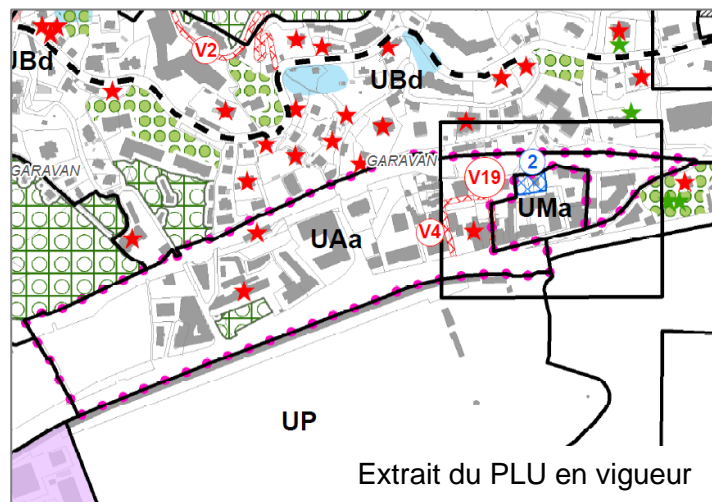 V2
UBd
UBd
GARAVAN
GARAVAN
2
V19
UMa
UAa
V4
UP
Extrait du PLU en vigueur